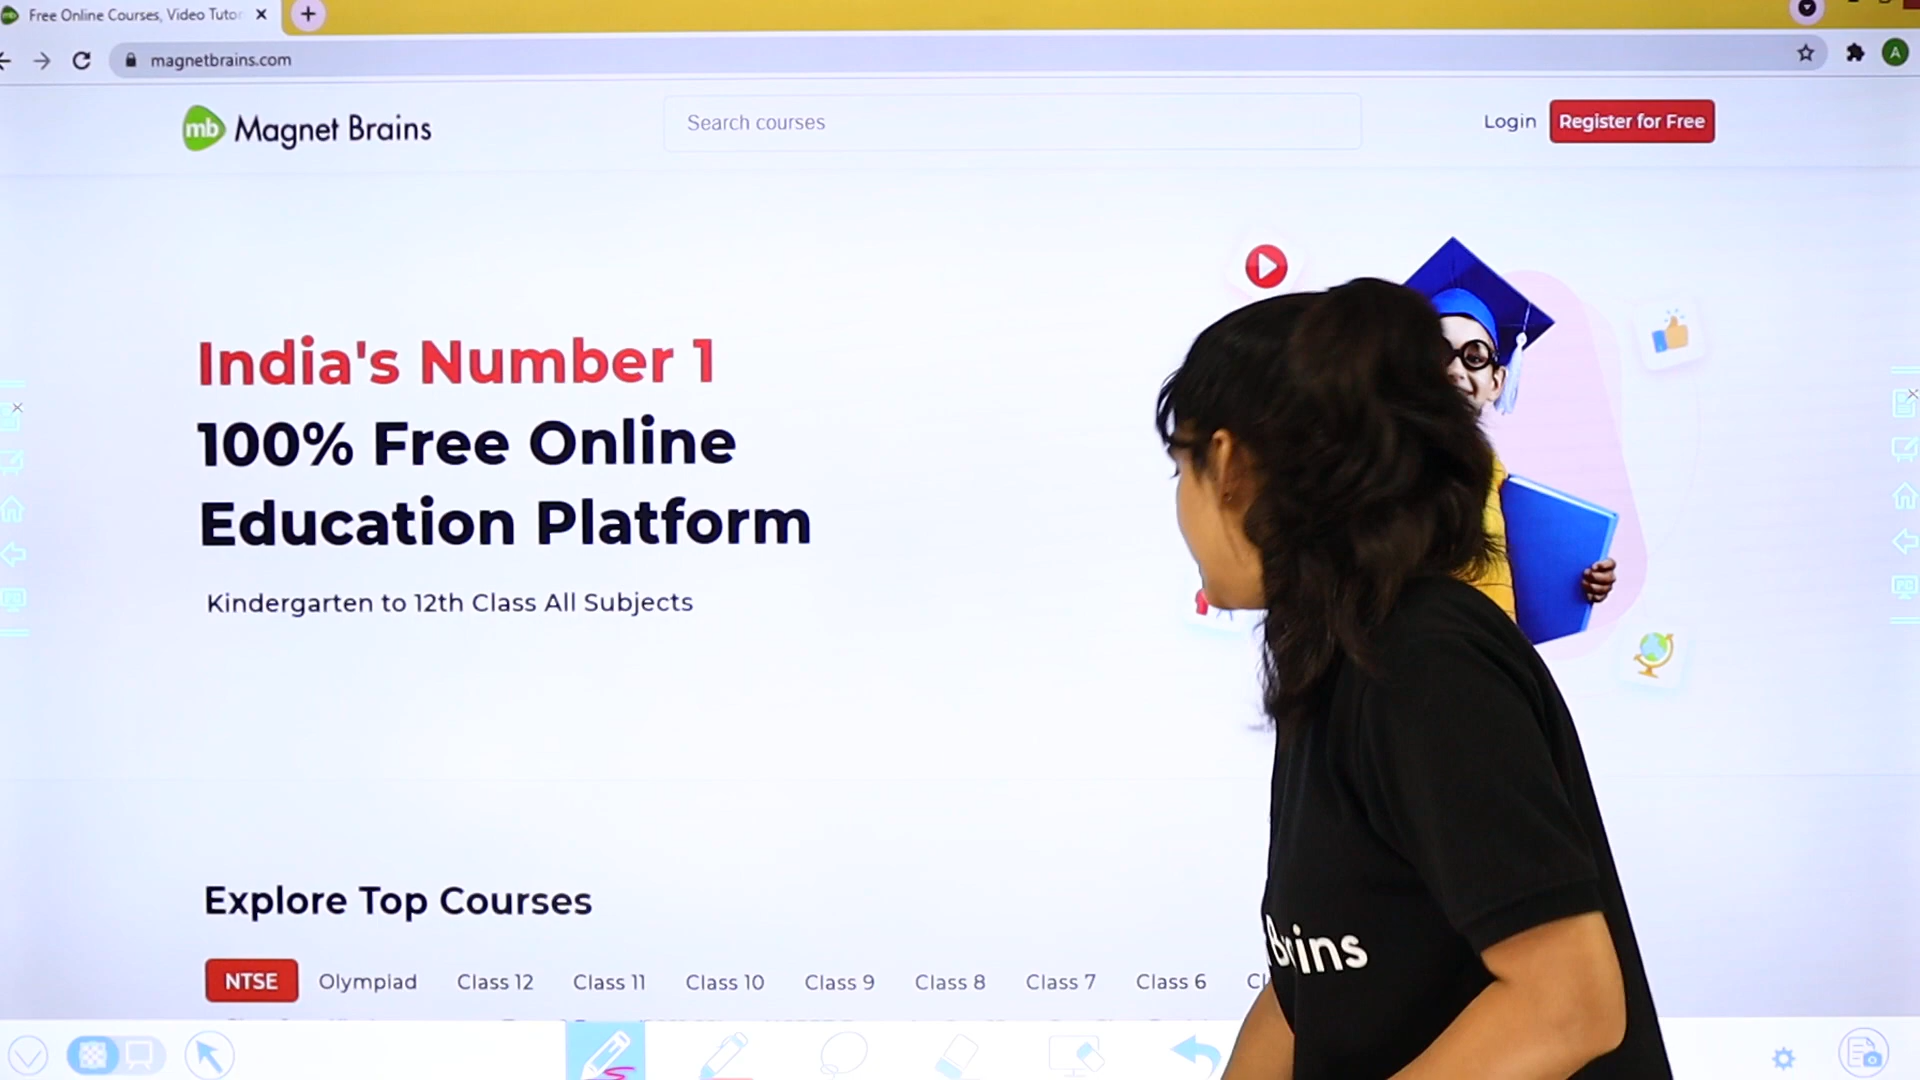 Free Online Courses, Video Tutor
magnetbrains.com
A
mb Magnet Brains
Search courses
Login
Register for Free
India's Number 1
100% Free Online
Education Platform
Kindergarten to 12th Class All Subjects
Explore Top Courses
NTSE Olympiad Class 12 Class 11 Class 10 Class 9 Class 8 Class 7 Class 6
Brains